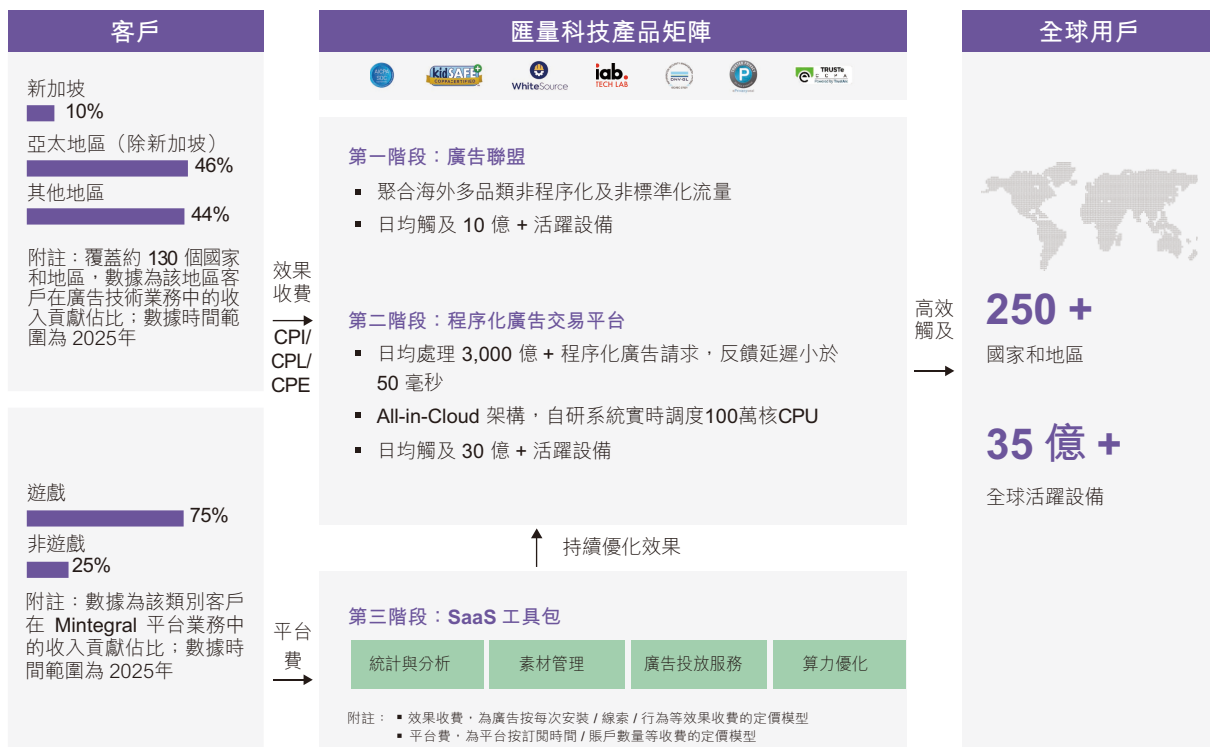 客戶
新加坡
10%
亞太地區（除新加坡）
46%
其他地區
44%
附註：覆蓋約 130 個國家
和地區，數據為該地區客
戶在廣告技術業務中的收
入貢獻佔比；數據時間範
圍為 2025年
遊戲
75%
非遊戲
25%
附註：數據為該類別客戶
在 Mintegral 平台業務中
的收入貢獻佔比；數據時
間範圍為 2025年
效果
收費
CPI/
CPL/
CPE
平台
費
匯量科技產品矩陣
kidSAFE
WhiteSource
iab.
TECH LAB
DNV·GL
P
TRUSTe
第一階段：廣告聯盟
▪ 聚合海外多品類非程序化及非標準化流量
▪ 日均觸及 10 億 + 活躍設備
第二階段：程序化廣告交易平台
▪ 日均處理 3,000 億 + 程序化廣告請求，反饋延遲小於
50 毫秒
▪ All-in-Cloud 架構，自研系統實時調度100萬核CPU
▪ 日均觸及 30 億 + 活躍設備
持續優化效果
第三階段：SaaS 工具包
統計與分析
素材管理
廣告投放服務
算力優化
附註： ▪ 效果收費，為廣告按每次安裝 / 線索 / 行為等效果收費的定價模型
▪ 平台費，為平台按訂閱時間 / 賬戶數量等收費的定價模型
高效
觸及
全球用戶
250 +
國家和地區
35 億 +
全球活躍設備